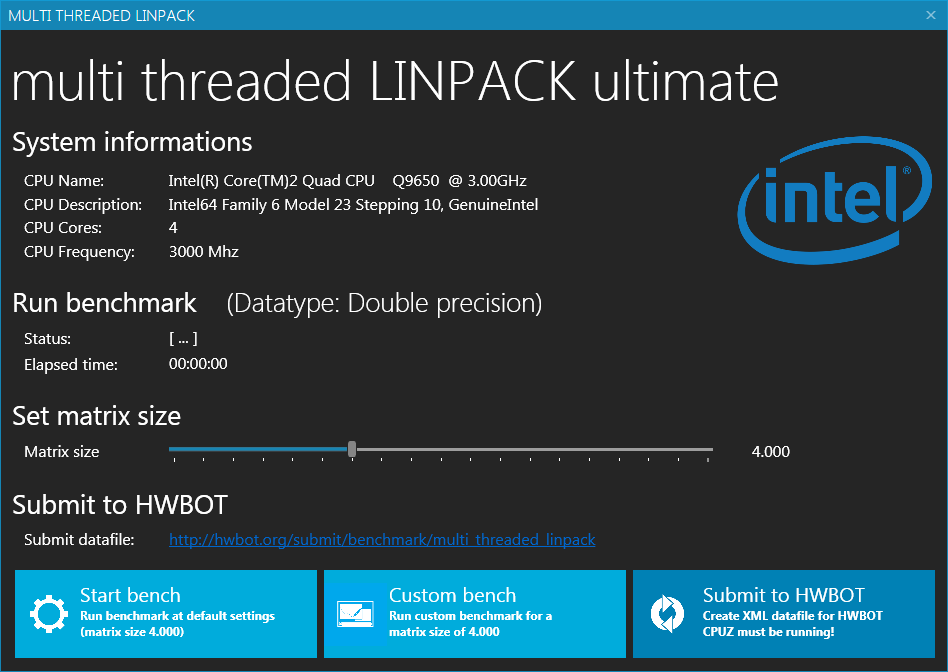 MULTI THREADED LINPACK
multi threaded LINPACK ultimate
System informations
CPU Name: Intel(R) Core(TM)2 Quad CPU Q9650 @ 3.00GHz
CPU Description: Intel64 Family 6 Model 23 Stepping 10, GenuineIntel
CPU Cores: 4
CPU Frequency: 3000 Mhz
intel®
Run benchmark (Datatype: Double precision)
Status: [ ... ]
Elapsed time: 00:00:00
Set matrix size
Matrix size 4.000
Submit to HWBOT
Submit datafile: http://hwbot.org/submit/benchmark/multi_threaded_linpack
Start bench
Run benchmark at default settings
(matrix size 4.000)
Custom bench
Run custom benchmark for a
matrix size of 4.000
Submit to HWBOT
Create XML datafile for HWBOT
CPUZ must be running!